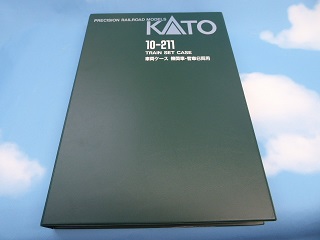 PRECISION RAILROAD MODELS
KATO
10-211
TRAIN SET CASE
車両ケース 機関車・客車8両用